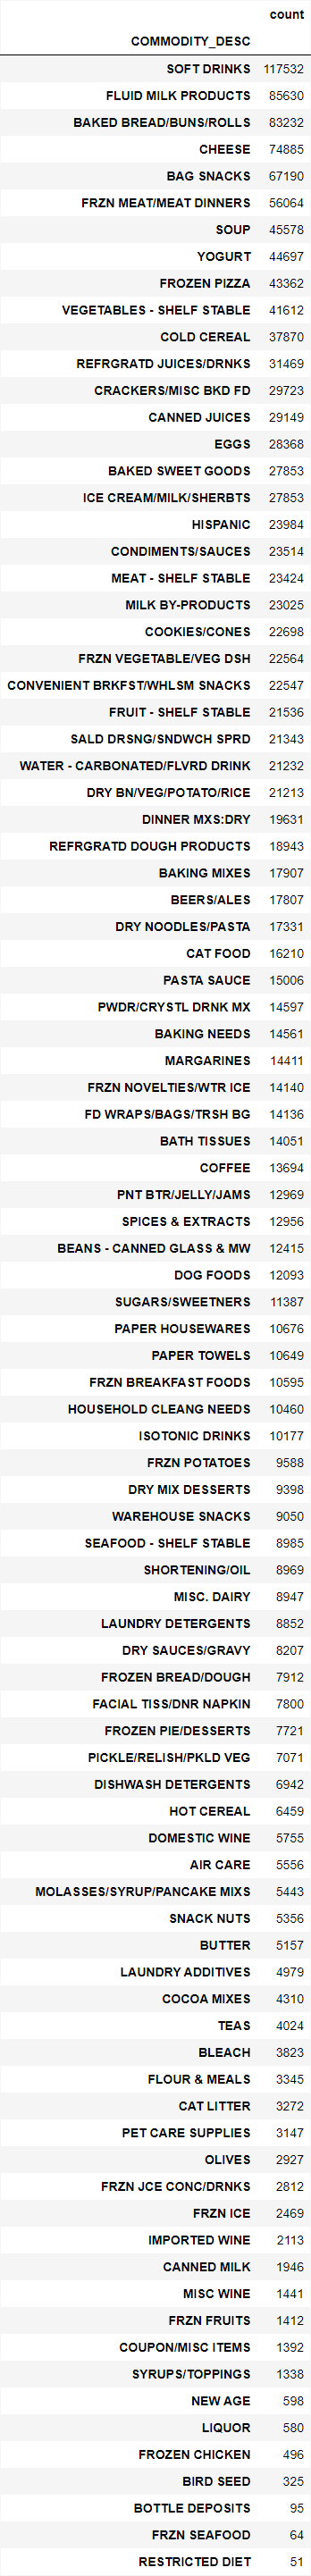 count
COMMODITY_DESC
SOFT DRINKS 117532
FLUID MILK PRODUCTS 85630
BAKED BREAD/BUNS/ROLLS 83232
CHEESE 74885
BAG SNACKS 67190
FRZN MEAT/MEAT DINNERS 56064
SOUP 45578
YOGURT 44697
FROZEN PIZZA 43362
VEGETABLES - SHELF STABLE 41612
COLD CEREAL 37870
REFRGRATD JUICES/DRNKS 31469
CRACKERS/MISC BKD FD 29723
CANNED JUICES 29149
EGGS 28368
BAKED SWEET GOODS 27853
ICE CREAM/MILK/SHERBTS 27853
HISPANIC 23984
CONDIMENTS/SAUCES 23514
MEAT - SHELF STABLE 23424
MILK BY-PRODUCTS 23025
COOKIES/CONES 22698
FRZN VEGETABLE/VEG DSH 22564
CONVENIENT BRKFST/WHLSM SNACKS 22547
FRUIT - SHELF STABLE 21536
SALD DRSNG/SNDWCH SPRD 21343
WATER - CARBONATED/FLVRD DRINK 21232
DRY BN/VEG/POTATO/RICE 21213
DINNER MXS:DRY 19631
REFRGRATD DOUGH PRODUCTS 18943
BAKING MIXES 17907
BEERS/ALES 17807
DRY NOODLES/PASTA 17331
CAT FOOD 16210
PASTA SAUCE 15006
PWDR/CRYSTL DRNK MX 14597
BAKING NEEDS 14561
MARGARINES 14411
FRZN NOVELTIES/WTR ICE 14140
FD WRAPS/BAGS/TRSH BG 14136
BATH TISSUES 14051
COFFEE 13694
PNT BTR/JELLY/JAMS 12969
SPICES & EXTRACTS 12956
BEANS - CANNED GLASS & MW 12415
DOG FOODS 12093
SUGARS/SWEETNERS 11387
PAPER HOUSEWARES 10676
PAPER TOWELS 10649
FRZN BREAKFAST FOODS 10595
HOUSEHOLD CLEANG NEEDS 10460
ISOTONIC DRINKS 10177
FRZN POTATOES 9588
DRY MIX DESSERTS 9398
WAREHOUSE SNACKS 9050
SEAFOOD - SHELF STABLE 8985
SHORTENING/OIL 8969
MISC. DAIRY 8947
LAUNDRY DETERGENTS 8852
DRY SAUCES/GRAVY 8207
FROZEN BREAD/DOUGH 7912
FACIAL TISS/DNR NAPKIN 7800
FROZEN PIE/DESSERTS 7721
PICKLE/RELISH/PKLD VEG 7071
DISHWASH DETERGENTS 6942
HOT CEREAL 6459
DOMESTIC WINE 5755
AIR CARE 5556
MOLASSES/SYRUP/PANCAKE MIXS 5443
SNACK NUTS 5356
BUTTER 5157
LAUNDRY ADDITIVES 4979
COCOA MIXES 4310
TEAS 4024
BLEACH 3823
FLOUR & MEALS 3345
CAT LITTER 3272
PET CARE SUPPLIES 3147
OLIVES 2927
FRZN JCE CONC/DRNKS 2812
FRZN ICE 2469
IMPORTED WINE 2113
CANNED MILK 1946
MISC WINE 1441
FRZN FRUITS 1412
COUPON/MISC ITEMS 1392
SYRUPS/TOPPINGS 1338
NEW AGE 598
LIQUOR 580
FROZEN CHICKEN 496
BIRD SEED 325
BOTTLE DEPOSITS 95
FRZN SEAFOOD 64
RESTRICTED DIET 51